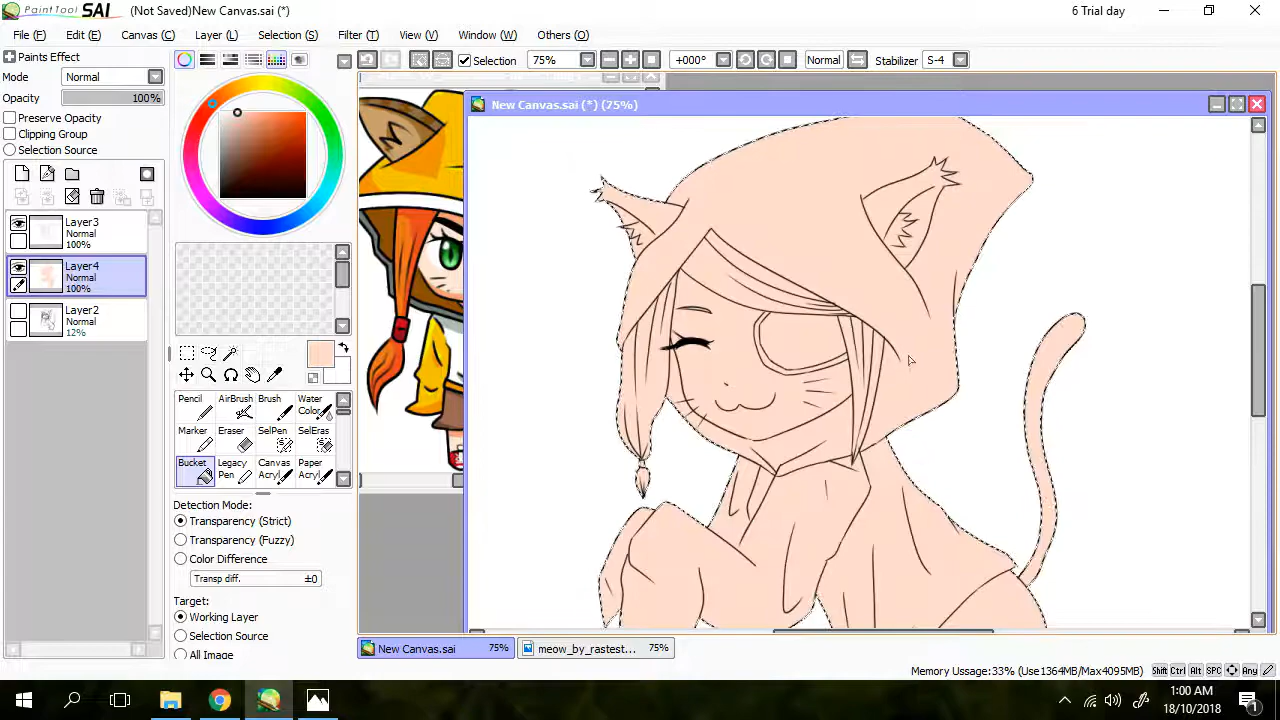 PaintTool SAI (Not Saved)New Canvas.sai (*) 6 Trial day
File (F) Edit (E) Canvas (C) Layer (L) Selection (S) Filter (T) View (V) Window (W) Others (O)
Paints Effect
Mode Normal
Opacity 100%
Preserve Opacity
Clipping Group
Selection Source
Selection 75% +000° Normal Stabilizer S-4
New Canvas.sai (*) (75%)
Layer3
Normal
100%
Layer4
Normal
100%
Layer2
Normal
12%
Pencil AirBrush Brush Water Color
Marker Eraser SelPen SelEras
Bucket Legacy Pen Canvas Acryl Paper Acryl
Detection Mode:
Transparency (Strict)
Transparency (Fuzzy)
Color Difference
Transp diff. ±0
Target:
Working Layer
Selection Source
All Image
New Canvas.sai 75% meow_by_rastest... 75%
Memory Usage:33% (Use1364MB/Max4095MB) Shift Ctrl Alt SPC Any
1:00 AM
18/10/2018
1